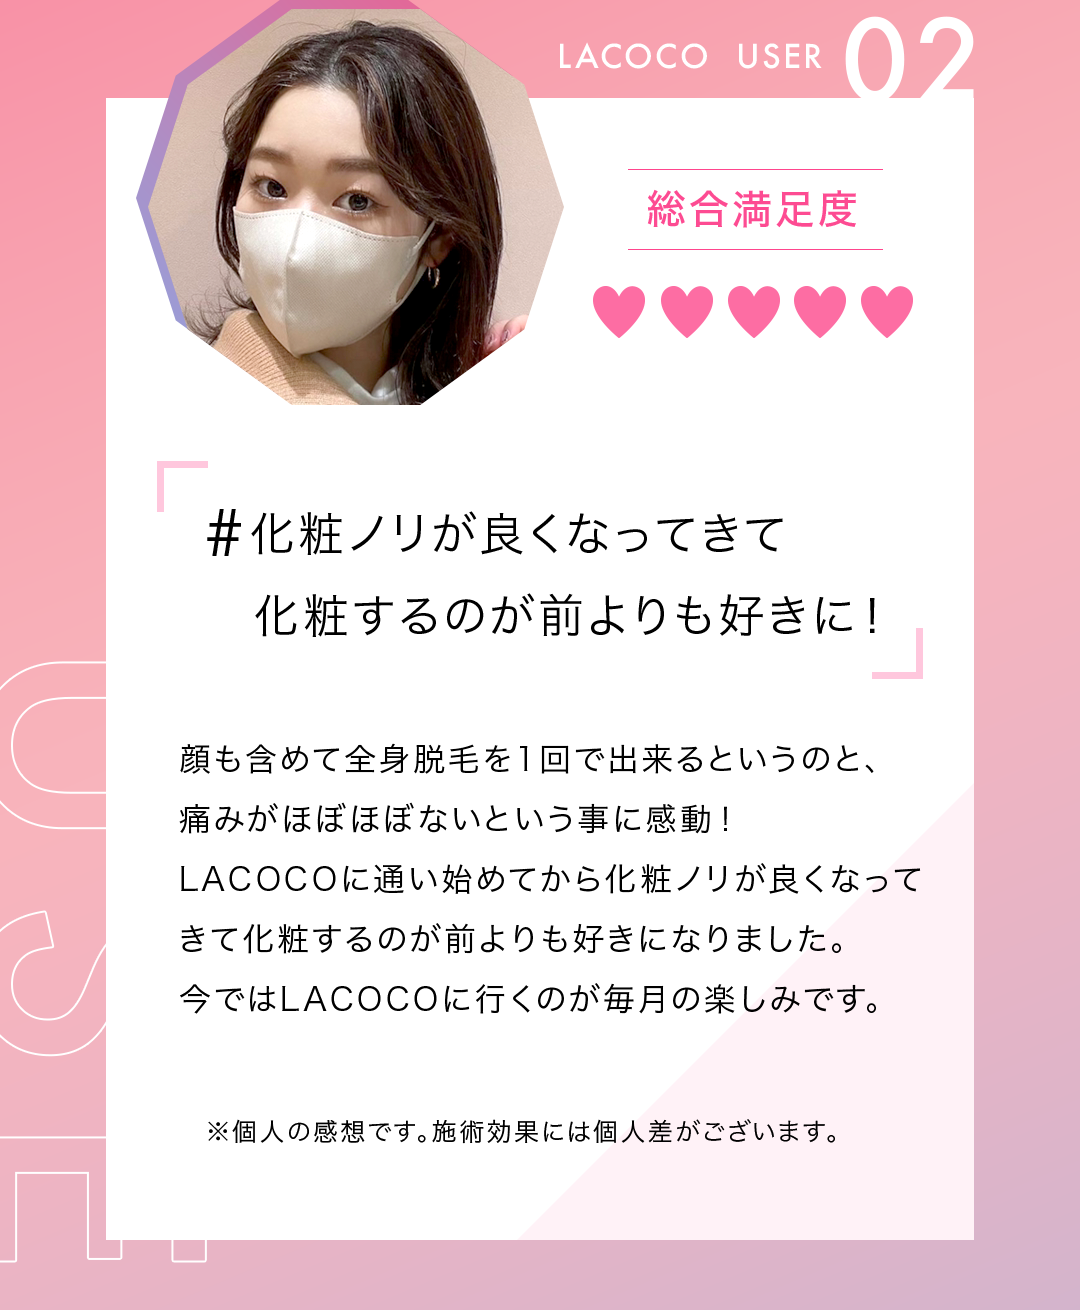 LACOCO USER 02
総合満足度
#化粧ノリが良くなってきて
化粧するのが前よりも好きに!
顔も含めて全身脱毛を1回で出来るというのと、
痛みがほぼほぼないという事に感動!
LACOCOに通い始めてから化粧ノリが良くなって
きて化粧するのが前よりも好きになりました。
今ではLACOCOに行くのが毎月の楽しみです。
※個人の感想です。施術効果には個人差がございます。